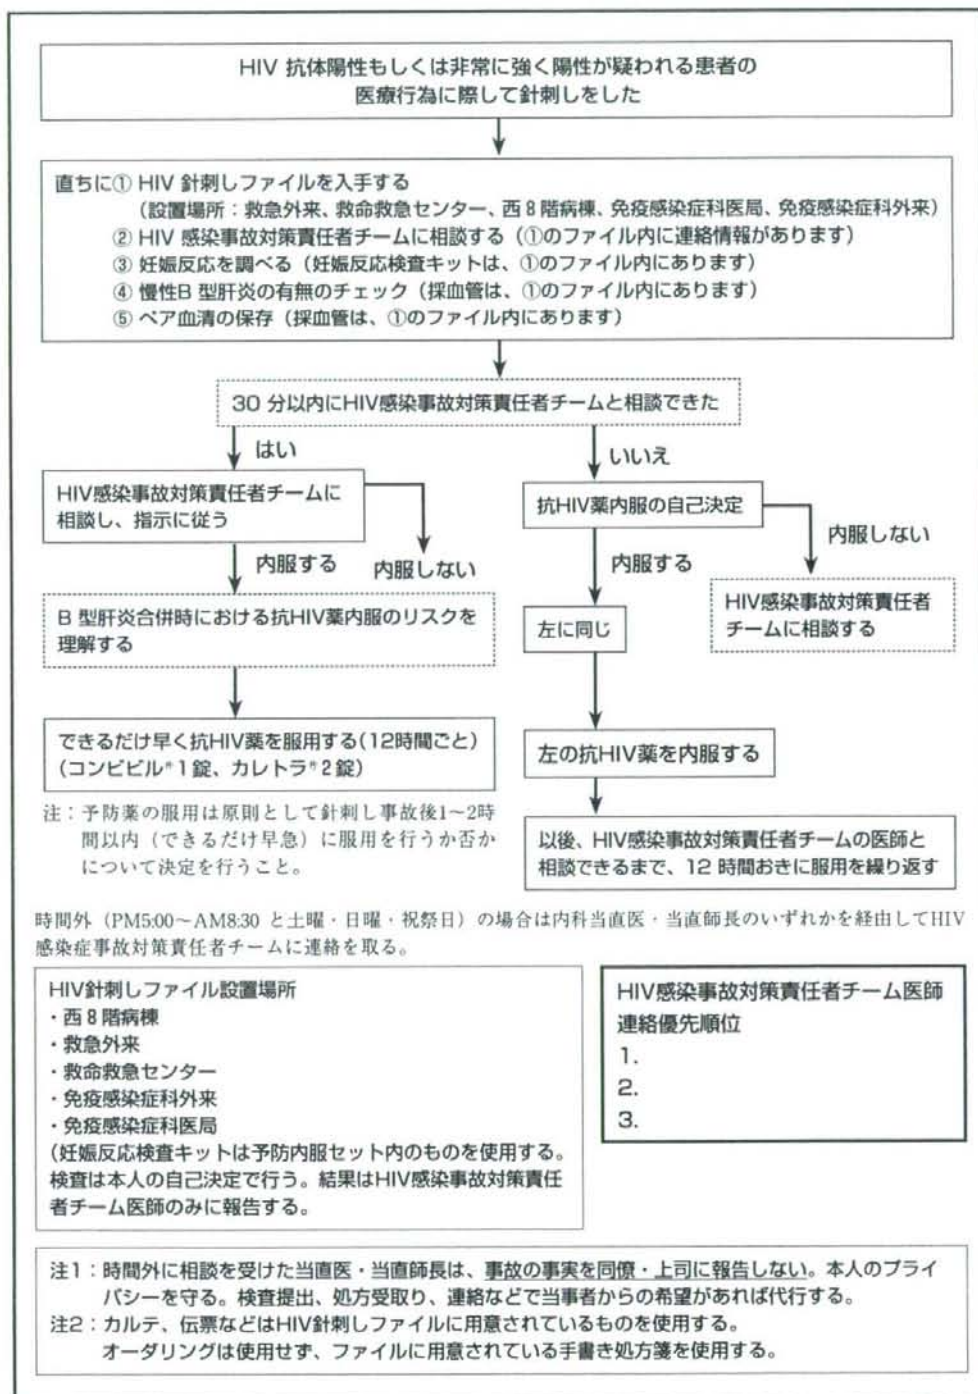 HIV 抗体陽性もしくは非常に強く陽性が疑われる患者の
医療行為に際して針刺しをした
直ちに① HIV 針刺しファイルを入手する
(設置場所：救急外来、救命救急センター、西8階病棟、免疫感染症科医局、免疫感染症科外来)
② HIV 感染事故対策責任者チームに相談する（①のファイル内に連絡情報があります）
③ 妊娠反応を調べる（妊娠反応検査キットは、①のファイル内にあります）
④ 慢性B 型肝炎の有無のチェック（採血管は、①のファイル内にあります）
⑤ ペア血清の保存（採血管は、①のファイル内にあります）
30 分以内にHIV感染事故対策責任者チームと相談できた
はい
いいえ
HIV感染事故対策責任者チームに
相談し、指示に従う
抗HIV薬内服の自己決定
内服する
内服しない
内服する
内服しない
B 型肝炎合併時における抗HIV薬内服のリスクを
理解する
左に同じ
HIV感染事故対策責任者
チームに相談する
できるだけ早く抗HIV薬を服用する(12時間ごと)
(コンビビル®1錠、カレトラ®2錠)
左の抗HIV薬を内服する
注：予防薬の服用は原則として針刺し事故後1〜2時
間以内（できるだけ早急）に服用を行うか否か
について決定を行うこと。
以後、HIV感染事故対策責任者チームの医師と
相談できるまで、12 時間おきに服用を繰り返す
時間外（PM5:00〜AM8:30 と土曜・日曜・祝祭日）の場合は内科当直医・当直師長のいずれかを経由してHIV
感染症事故対策責任者チームに連絡を取る。
HIV針刺しファイル設置場所
・西8階病棟
・救急外来
・救命救急センター
・免疫感染症科外来
・免疫感染症科医局
(妊娠反応検査キットは予防内服セット内のものを使用する。
検査は本人の自己決定で行う。結果はHIV感染事故対策責任
者チーム医師のみに報告する。
HIV感染事故対策責任者チーム医師
連絡優先順位
1.
2.
3.
注1：時間外に相談を受けた当直医・当直師長は、事故の事実を同僚・上司に報告しない。本人のプライ
バシーを守る。検査提出、処方受取り、連絡などで当事者からの希望があれば代行する。
注2：カルテ、伝票などはHIV針刺しファイルに用意されているものを使用する。
オーダリングは使用せず、ファイルに用意されている手書き処方箋を使用する。